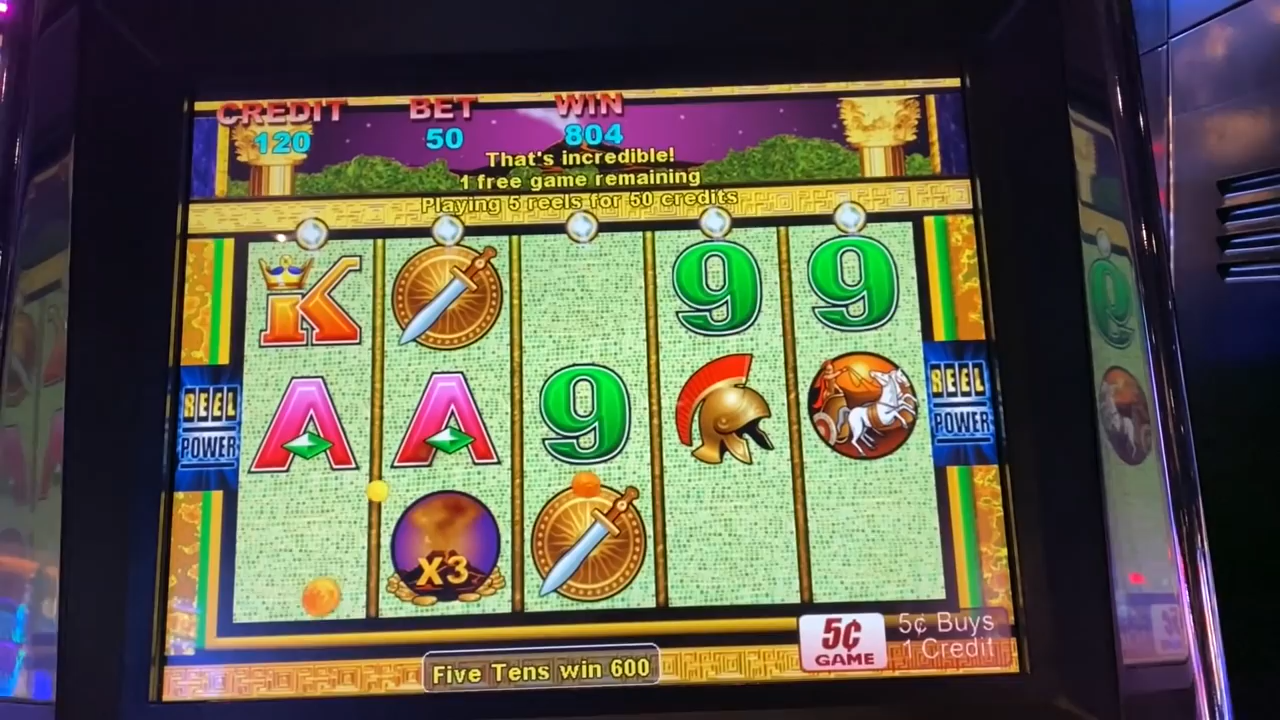 CREDIT BET WIN
120 50 804
That's incredible!
1 free game remaining
Playing 5 reels for 50 credits
K 9 9
REEL
POWER
A A 9
REEL
POWER
X3
5¢
GAME
5¢ Buys
1 Credit
Five Tens win 600